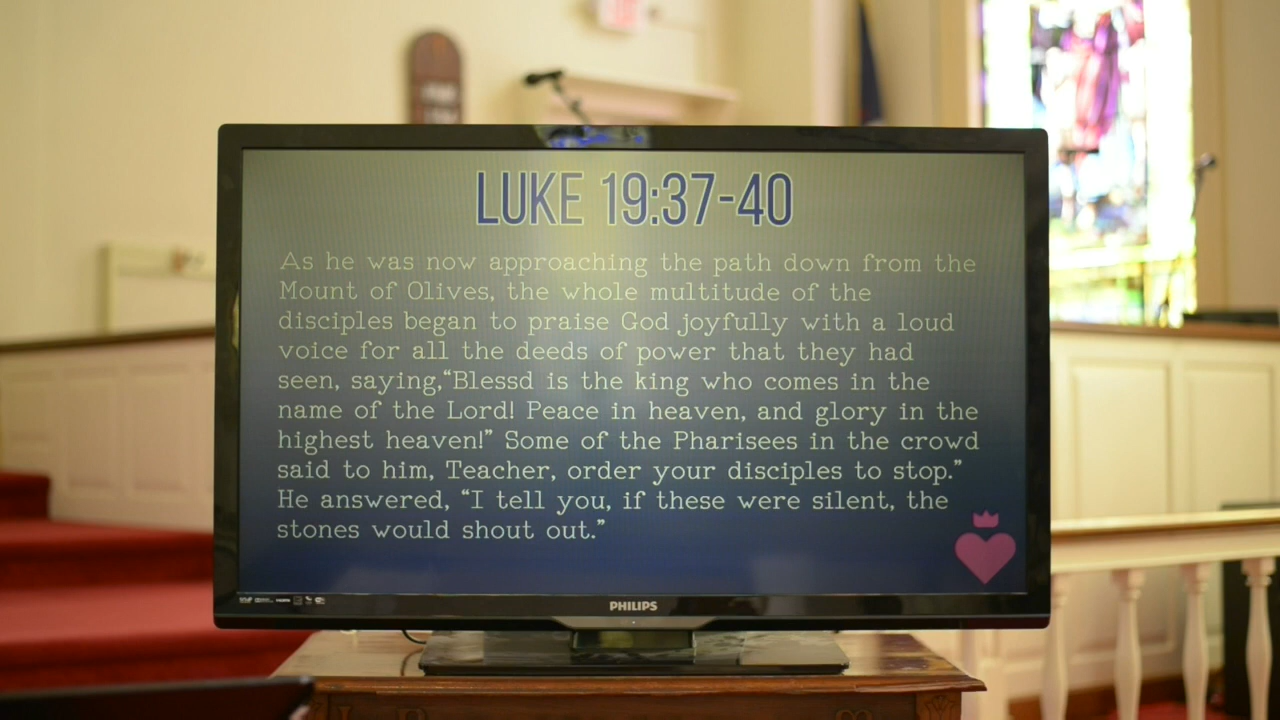 LUKE 19:37-40
As he was now approaching the path down from the
Mount of Olives, the whole multitude of the
disciples began to praise God joyfully with a loud
voice for all the deeds of power that they had
seen, saying,“Blessd is the king who comes in the
name of the Lord! Peace in heaven, and glory in the
highest heaven!” Some of the Pharisees in the crowd
said to him, Teacher, order your disciples to stop.”
He answered, “I tell you, if these were silent, the
stones would shout out.”
PHILIPS